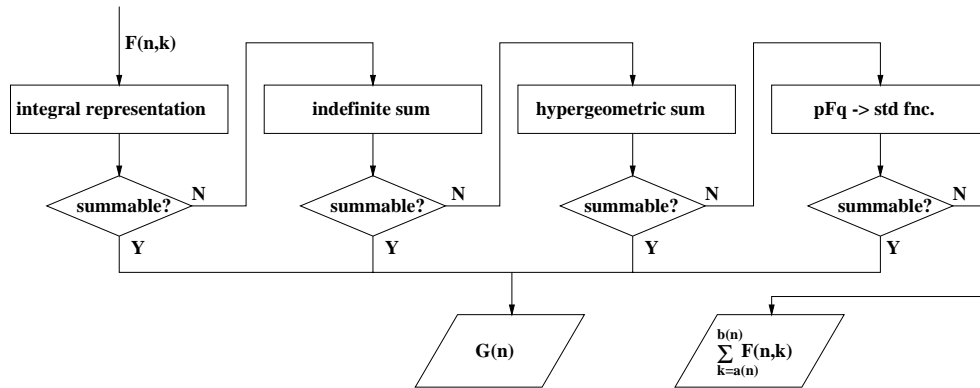 F(n,k)
integral representation
indefinite sum
hypergeometric sum
pFq -> std fnc.
summable?
N
summable?
N
summable?
N
summable?
N
Y
Y
Y
Y
G(n)
b(n)
∑ F(n,k)
k=a(n)